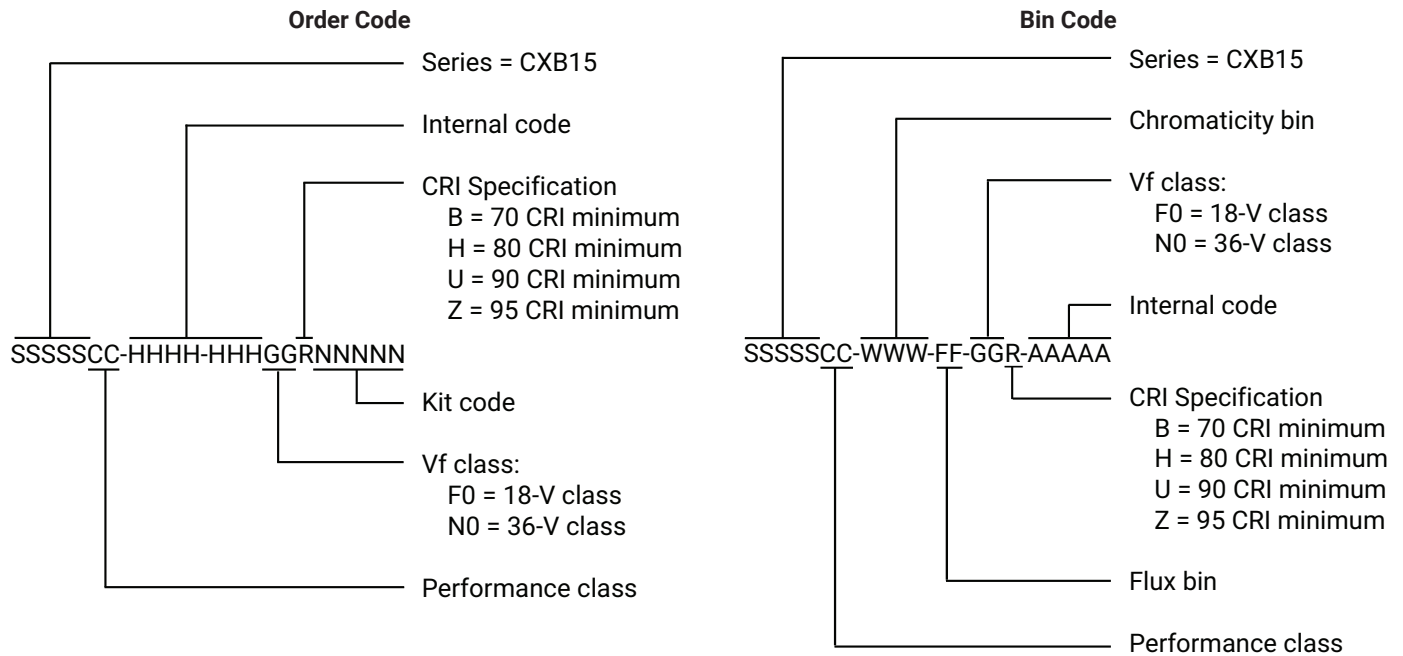 Order Code
Series = CXB15
Internal code
CRI Specification
B = 70 CRI minimum
H = 80 CRI minimum
U = 90 CRI minimum
Z = 95 CRI minimum
SSSSSCC-HHHH-HHHGGRNNNNN
Kit code
Vf class:
F0 = 18-V class
N0 = 36-V class
Performance class
Bin Code
Series = CXB15
Chromaticity bin
Vf class:
F0 = 18-V class
N0 = 36-V class
Internal code
SSSSSCC-WWW-FF-GGR-AAAAA
CRI Specification
B = 70 CRI minimum
H = 80 CRI minimum
U = 90 CRI minimum
Z = 95 CRI minimum
Flux bin
Performance class